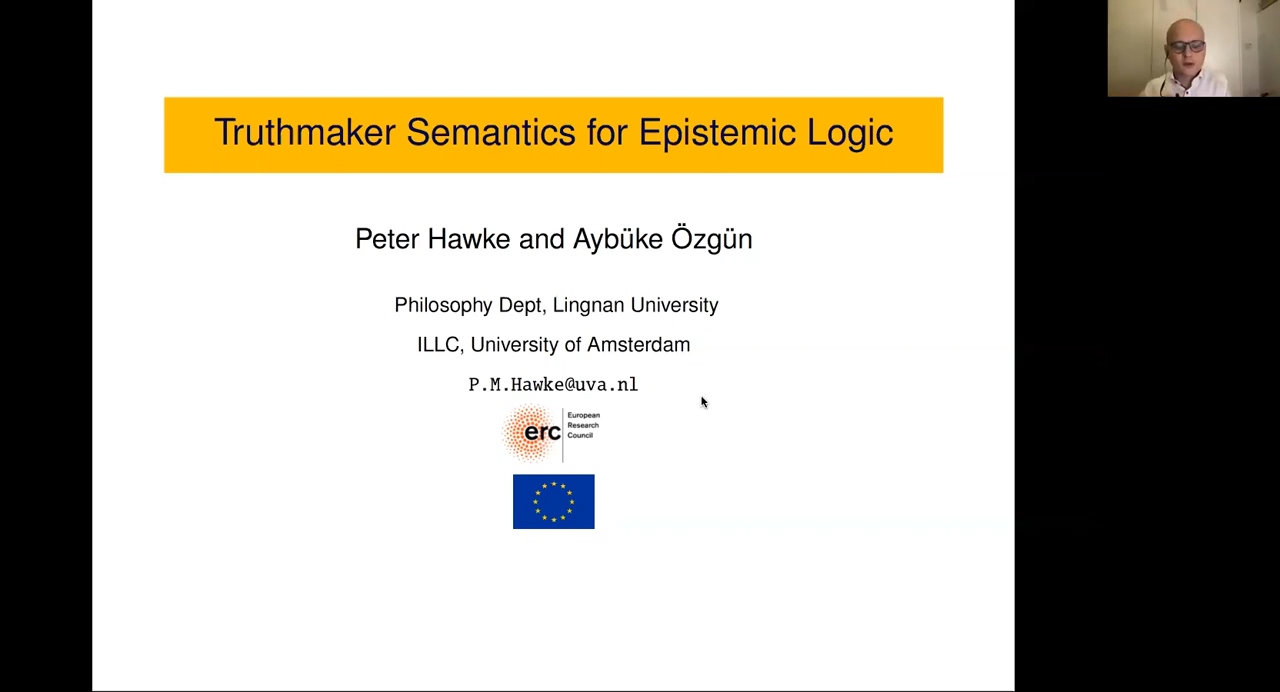 Truthmaker Semantics for Epistemic Logic
Peter Hawke and Aybüke Özgün
Philosophy Dept, Lingnan University
ILLC, University of Amsterdam
P.M.Hawke@uva.nl
erc
European
Research
Council